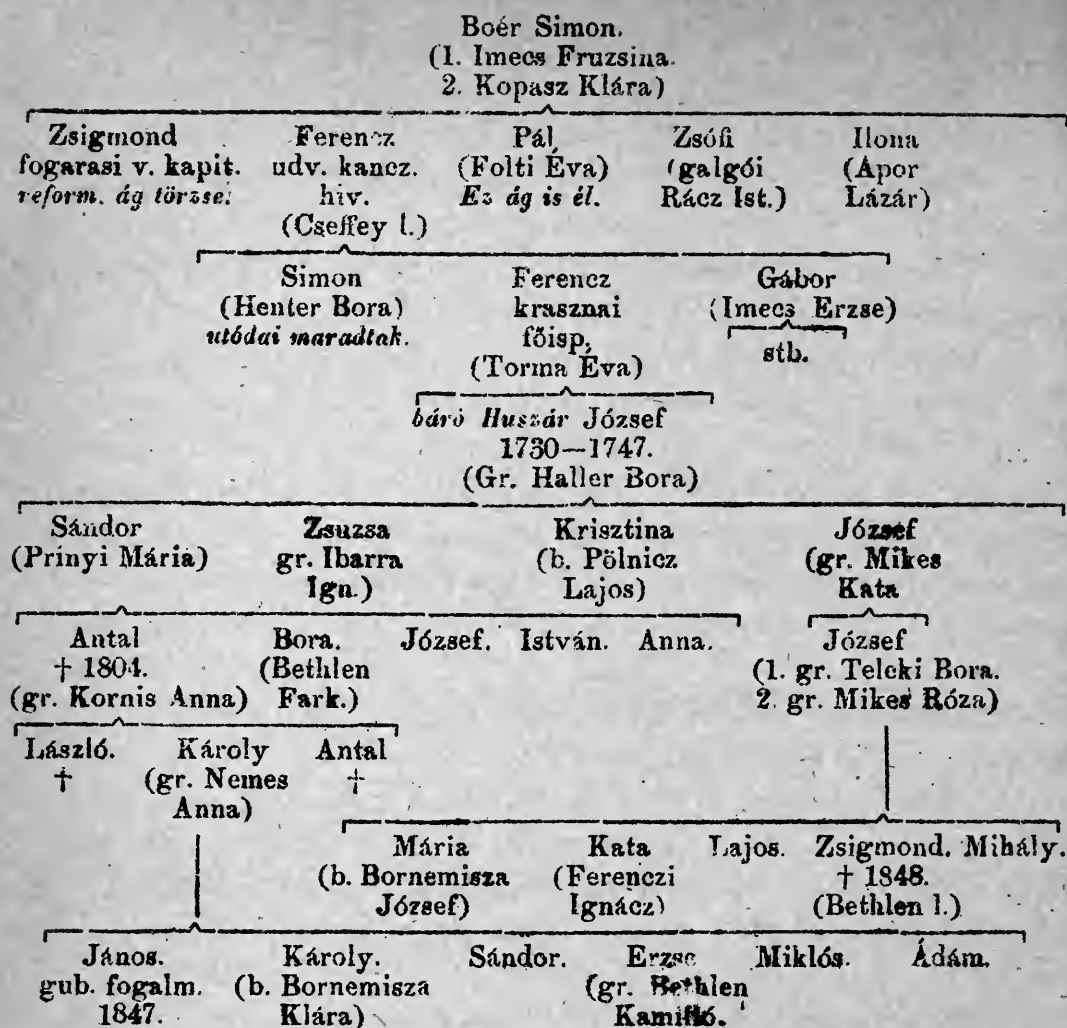 Boér Simon.
(1. Imecs Fruzsina.
2. Kopasz Klára)
Zsigmond Ferencz Pál Zsófi Ilona
fogarasi v. kapit. udv. kancz. (Folti Éva) (galgói (Apor
reform. ág törzse. hiv. Ez ág is él. Rácz Ist.) Lázár)
(Cseffey l.)
Simon Ferencz Gábor
(Henter Bora) krasznai (Imecs Erzse)
utódai maradtak. főisp. stb.
(Torma Éva)
báró Huszár József
1730—1747.
(Gr. Haller Bora)
Sándor Zsuzsa Krisztina József
(Prinyi Mária) gr. Ibarra (b. Pölnicz (gr. Mikes
Ign.) Lajos) Kata
Antal Bora. József. István. Anna. József
† 1804. (Bethlen (1. gr. Teleki Bora.
(gr. Kornis Anna) Fark.) 2. gr. Mikes Róza)
László. Károly Antal
† (gr. Nemes †
Anna)
Mária Kata Lajos. Zsigmond. Mihály.
(b. Bornemisza (Ferenczi † 1848.
József) Ignácz) (Bethlen l.)
János. Károly. Sándor. Erzse Miklós. Ádám.
gub. fogalm. (b. Bornemisza (gr. Bethlen
1847. Klára)